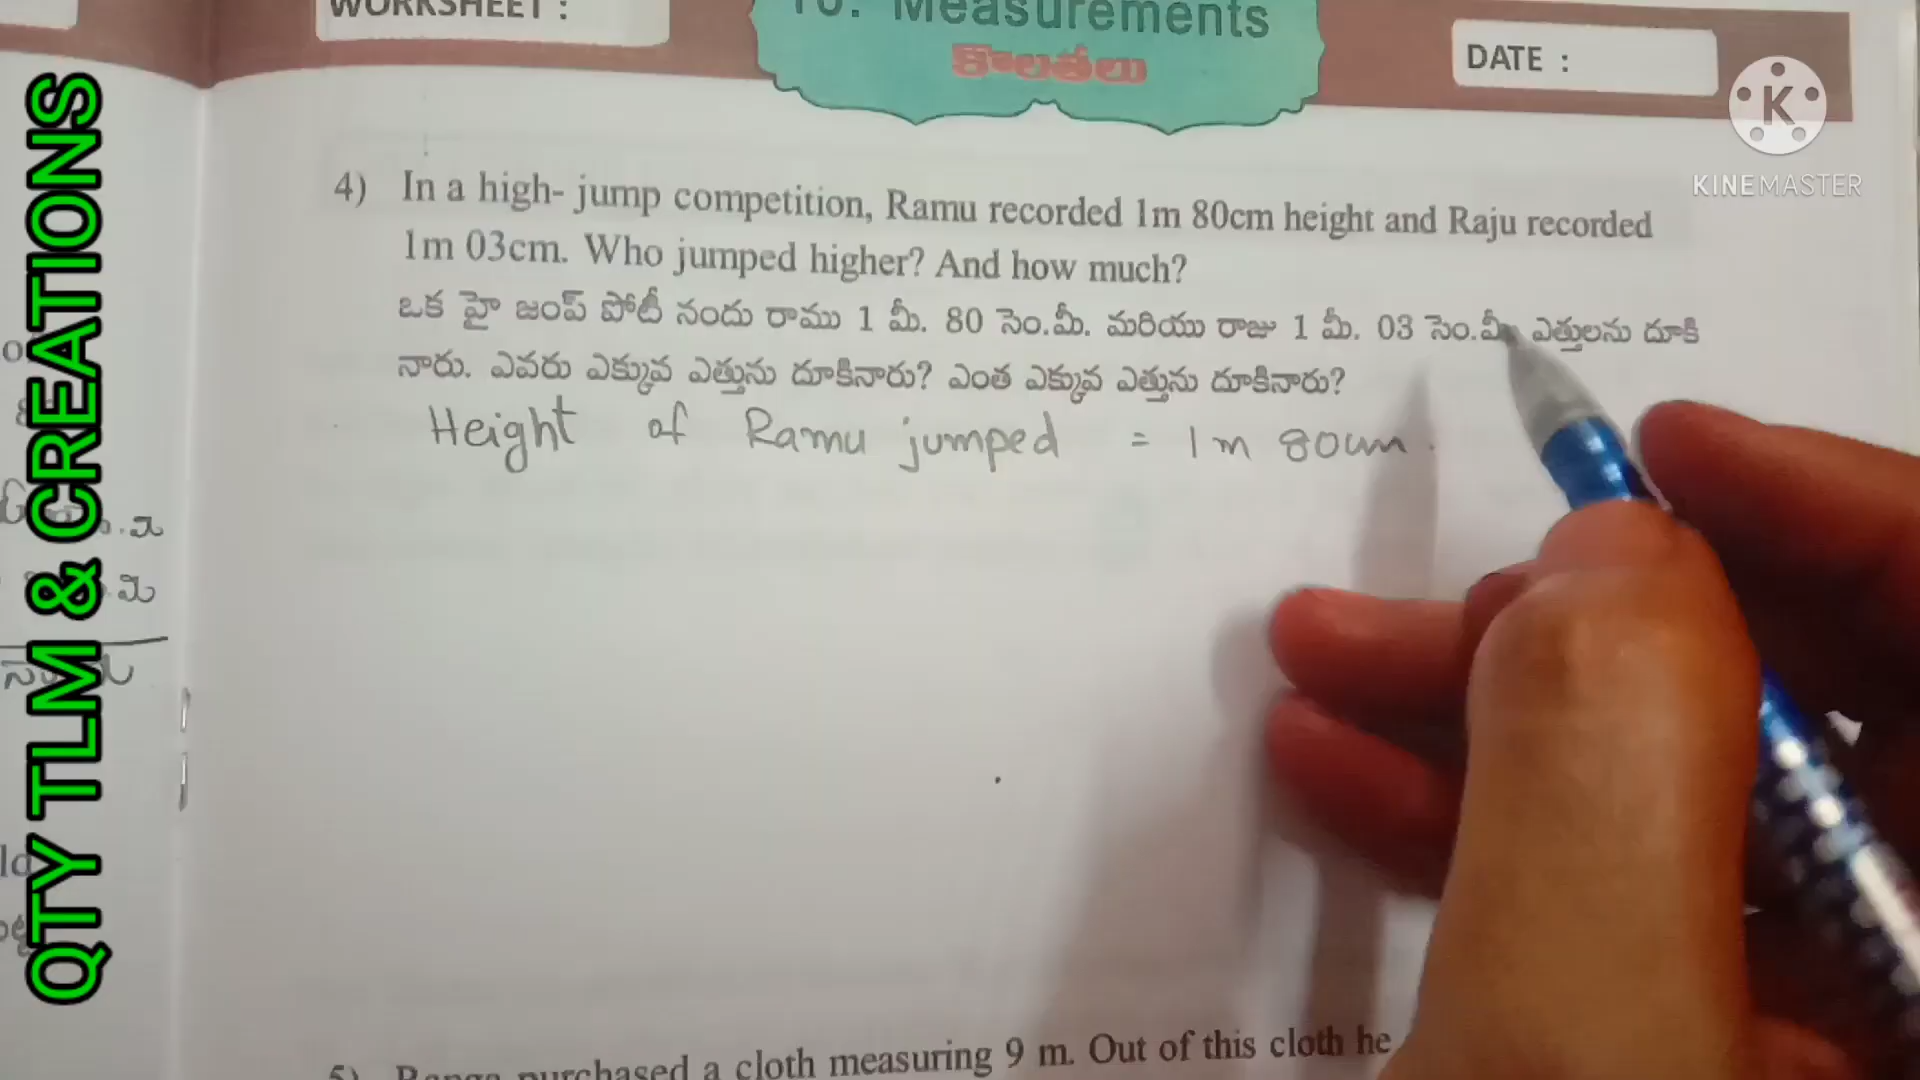 WORKSHEET :
10. Measurements
కొలతలు
DATE :
K
KINEMASTER
QTY TLM & CREATIONS
4) In a high- jump competition, Ramu recorded 1m 80cm height and Raju recorded
1m 03cm. Who jumped higher? And how much?
ఒక హై జంప్ పోటీ నందు రాము 1 మీ. 80 సెం.మీ. మరియు రాజు 1 మీ. 03 సెం.మీ ఎత్తులను దూకి
నారు. ఎవరు ఎక్కువ ఎత్తును దూకినారు? ఎంత ఎక్కువ ఎత్తును దూకినారు?
Height of Ramu jumped = 1m 80cm.
5) Ranga purchased a cloth measuring 9 m. Out of this cloth he